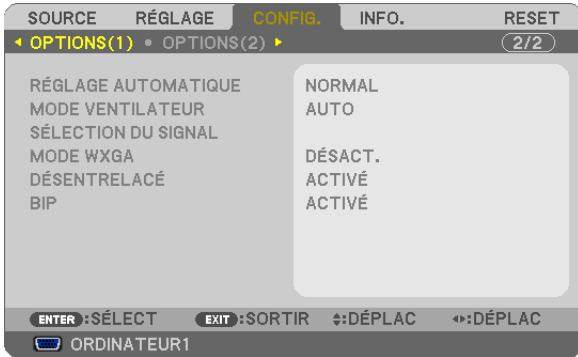 SOURCE RÉGLAGE CONFIG. INFO. RESET
OPTIONS(1) • OPTIONS(2) 2/2
RÉGLAGE AUTOMATIQUE NORMAL
MODE VENTILATEUR AUTO
SÉLECTION DU SIGNAL
MODE WXGA DÉSACT.
DÉSENTRELACÉ ACTIVÉ
BIP ACTIVÉ
ENTER :SÉLECT EXIT :SORTIR :DÉPLAC :DÉPLAC
ORDINATEUR1